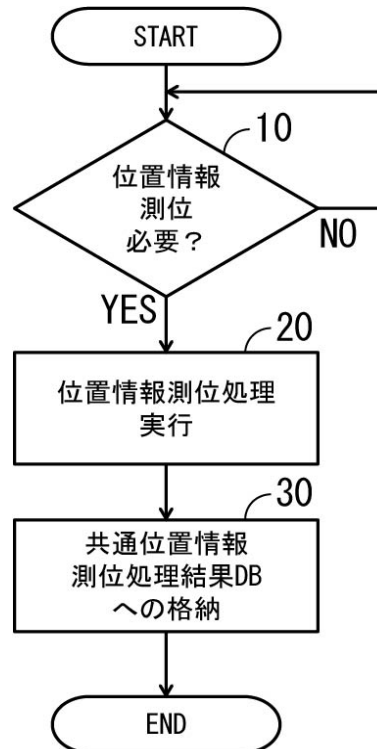 START
10
位置情報
測位
必要？
NO
YES
20
位置情報測位処理
実行
30
共通位置情報
測位処理結果DB
への格納
END